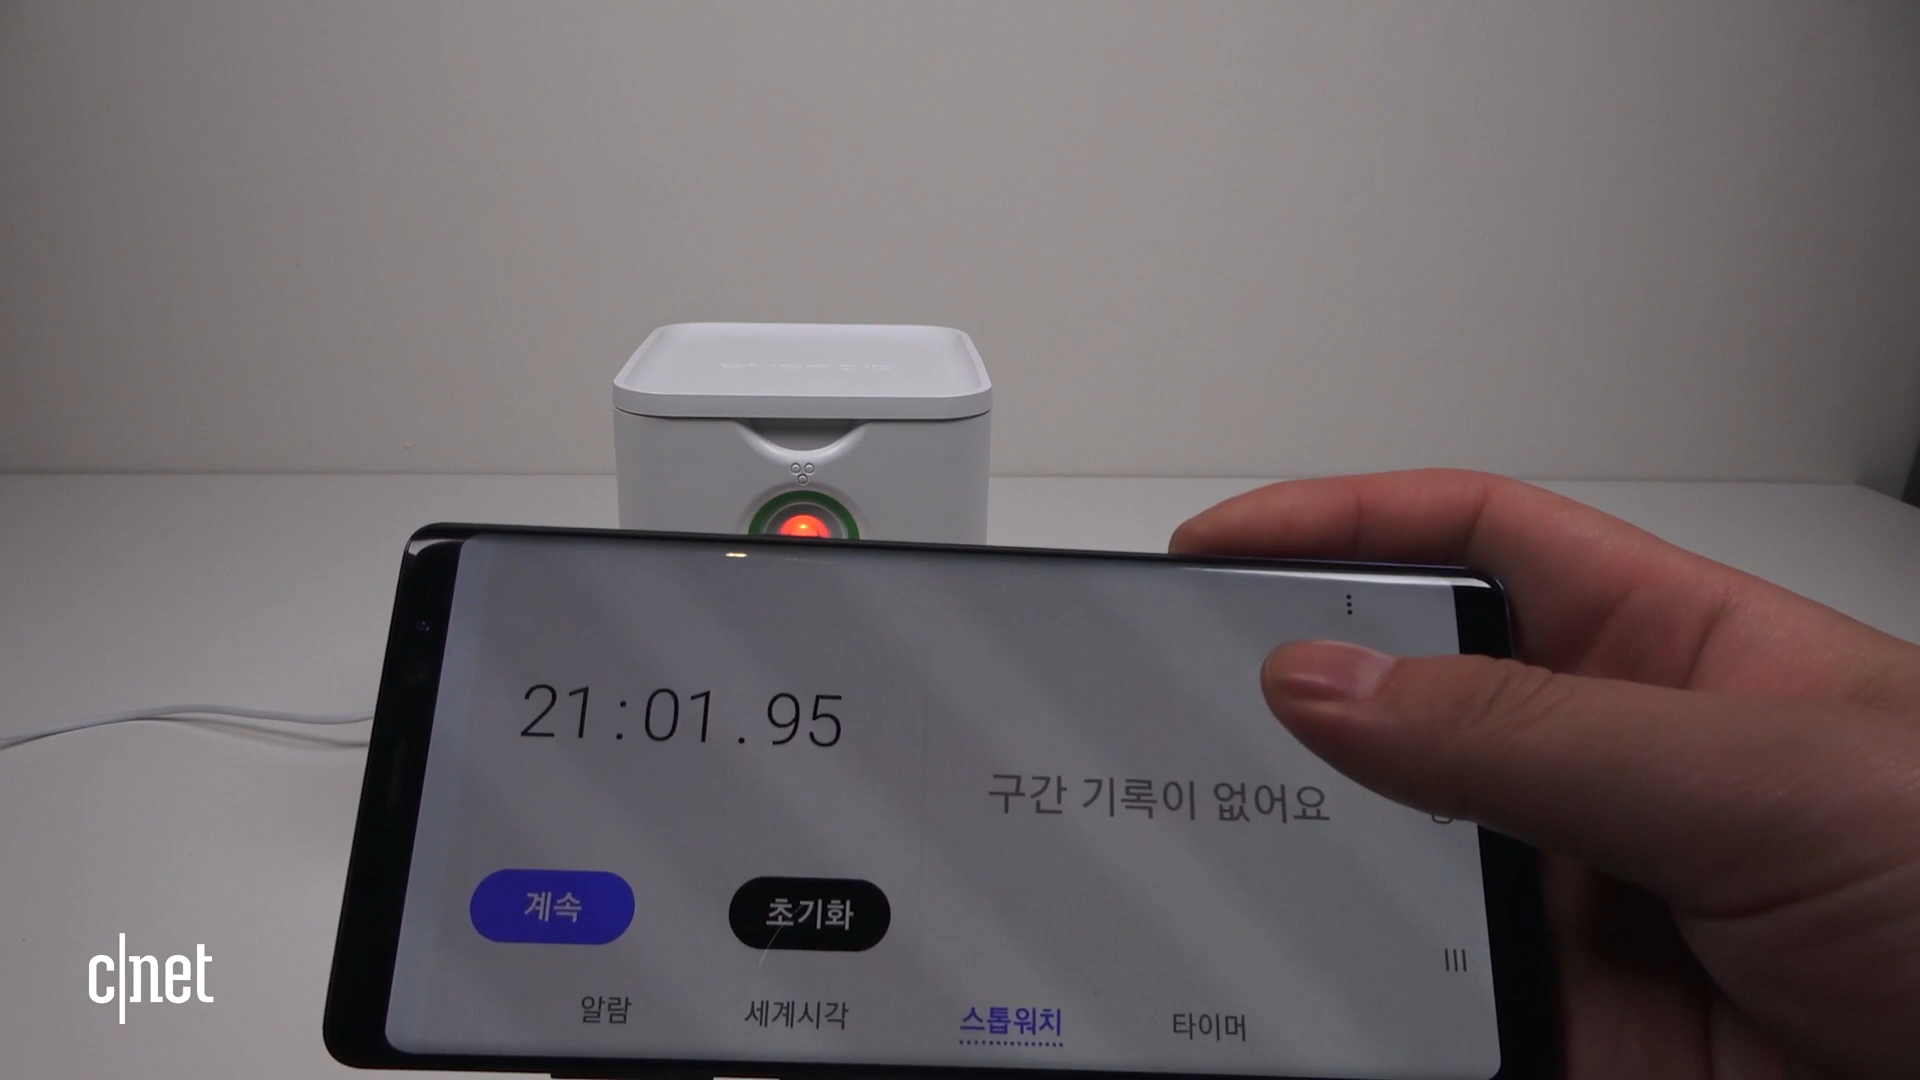 21:01.95
구간 기록이 없어요
계속
초기화
알람
세계시각
스톱워치
타이머
c|net